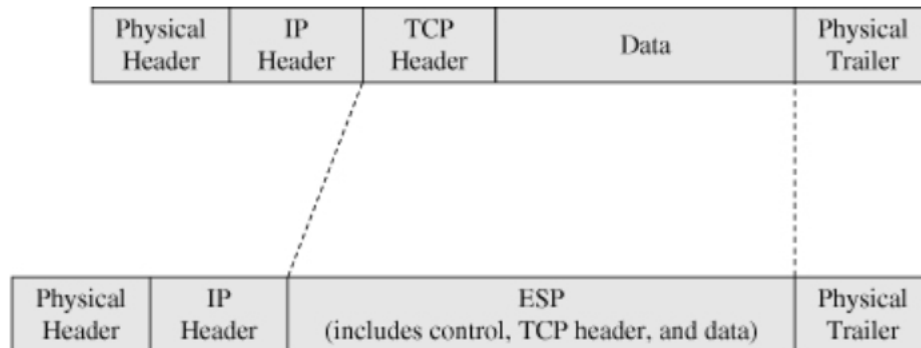 Physical
Header
IP
Header
TCP
Header
Data
Physical
Trailer
Physical
Header
IP
Header
ESP
(includes control, TCP header, and data)
Physical
Trailer